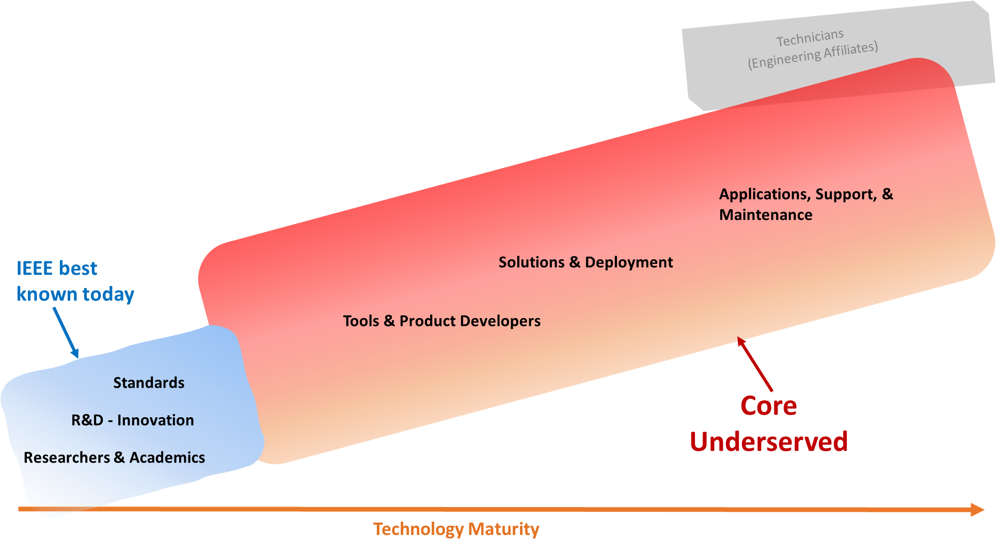 Technicians
(Engineering Affiliates)
Applications, Support, &
Maintenance
Solutions & Deployment
IEEE best
known today
Tools & Product Developers
Standards
R&D - Innovation
Researchers & Academics
Core
Underserved
Technology Maturity